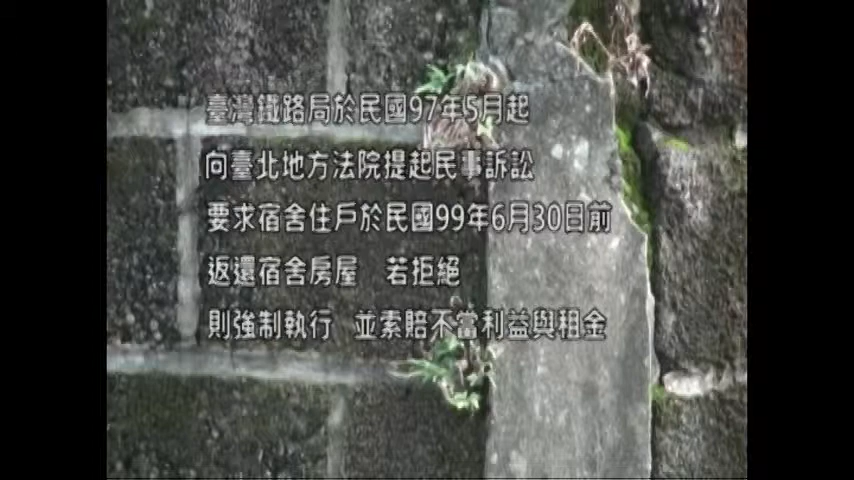 臺灣鐵路局於民國97年5月起
向臺北地方法院提起民事訴訟
要求宿舍住戶於民國99年6月30日前
返還宿舍房屋　若拒絕
則強制執行　並索賠不當利益與租金